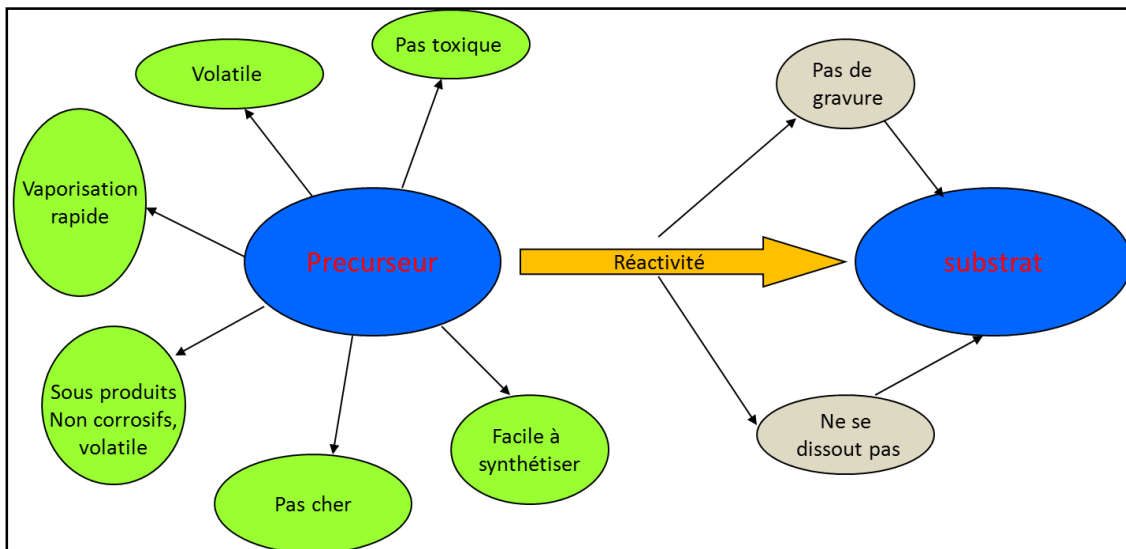 Pas toxique
Volatile
Vaporisation
rapide
Precurseur
Sous produits
Non corrosifs,
volatile
Pas cher
Facile à
synthétiser
Réactivité
Pas de
gravure
substrat
Ne se
dissout pas